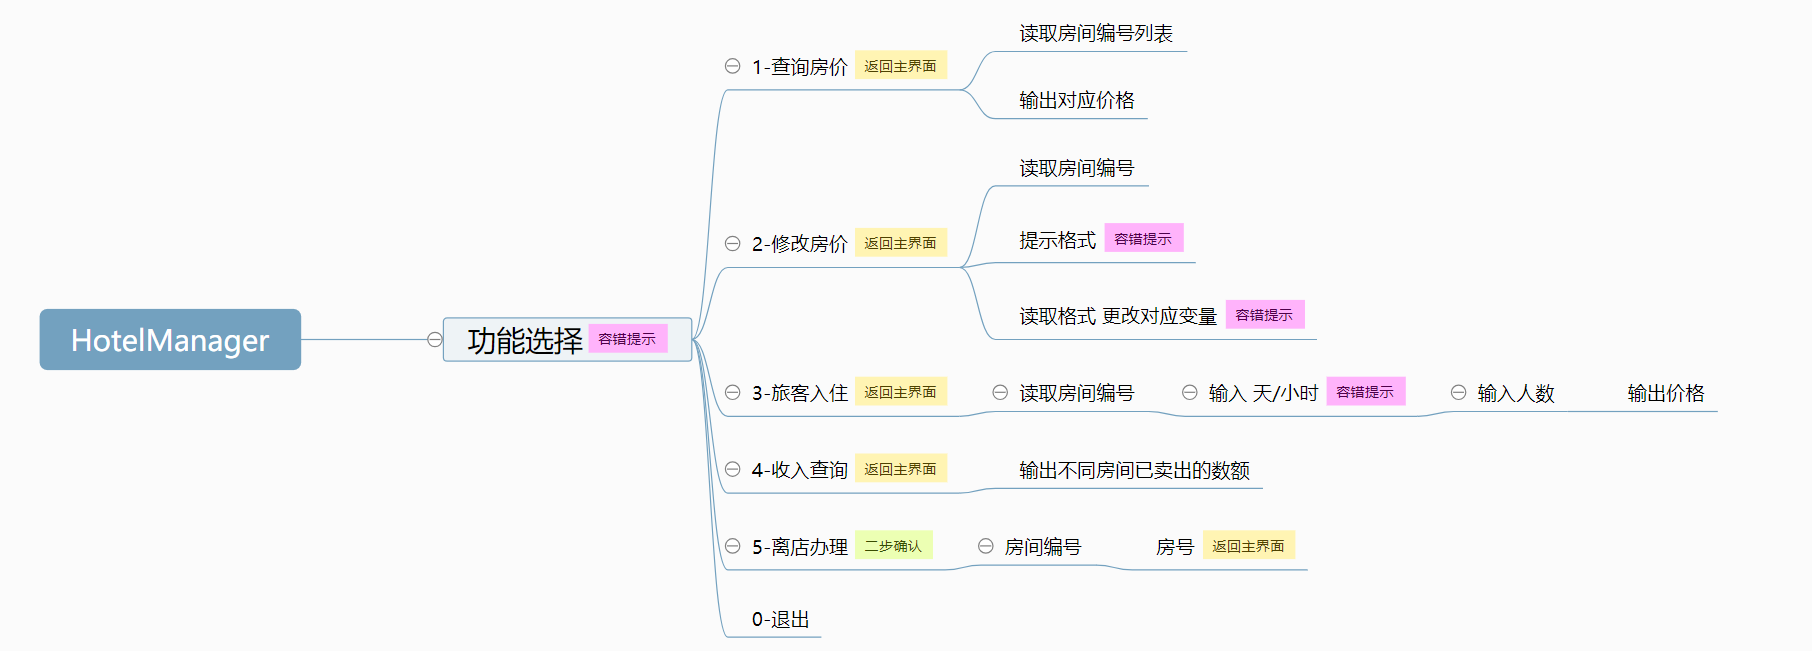 HotelManager
功能选择 容错提示
1-查询房价 返回主界面
读取房间编号列表
输出对应价格
2-修改房价 返回主界面
读取房间编号
提示格式 容错提示
读取格式 更改对应变量 容错提示
3-旅客入住 返回主界面 读取房间编号 输入 天/小时 容错提示 输入人数 输出价格
4-收入查询 返回主界面 输出不同房间已卖出的数额
5-离店办理 二步确认 房间编号 房号 返回主界面
0-退出